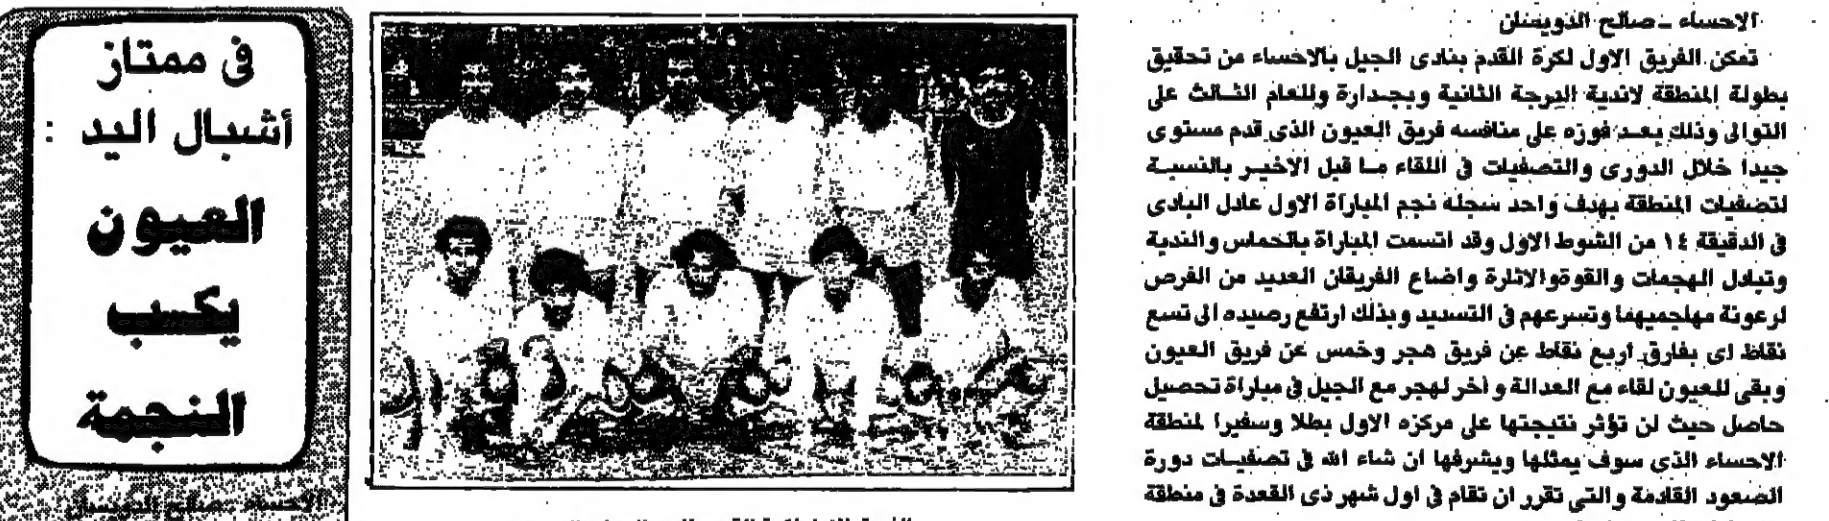 الاحساء ـ صالح الدويسان
تمكن الفريق الاول لكرة القدم بنادى الجيل بالاحساء من تحقيق
بطولة المنطقة لاندية الدرجة الثانية وبجدارة وللعام الثالث على
التوالى وذلك بعد فوزه على منافسه فريق العيون الذى قدم مستوى
جيدا خلال الدورى والتصفيات فى اللقاء ما قبل الاخير بالنسبة
لتصفيات المنطقة بهدف واحد سجله نجم المباراة الاول عادل البادى
فى الدقيقة ١٤ من الشوط الاول وقد اتسمت المباراة بالحماس والندية
وتبادل الهجمات والقوة والاثارة واضاع الفريقان العديد من الفرص
لرعونة مهاجميهما وتسرعهم فى التسديد وبذلك ارتفع رصيده الى تسع
نقاط اى بفارق اربع نقاط عن فريق هجر وخمس عن فريق العيون
وبقى للعيون لقاء مع العدالة وأخر لهجر مع الجيل فى مباراة تحصيل
حاصل حيث لن تؤثر نتيجتها على مركزه الاول بطلا وسفيرا لمنطقة
الاحساء الذى سوف يمثلها ويشرفها ان شاء الله فى تصفيات دورة
الصعود القادمة والتى تقرر ان تقام فى اول شهر ذى القعدة فى منطقة
فى ممتاز
أشبال اليد :
العيون
يكسب
النجمة
الاحساء ـ صالح الدويسان